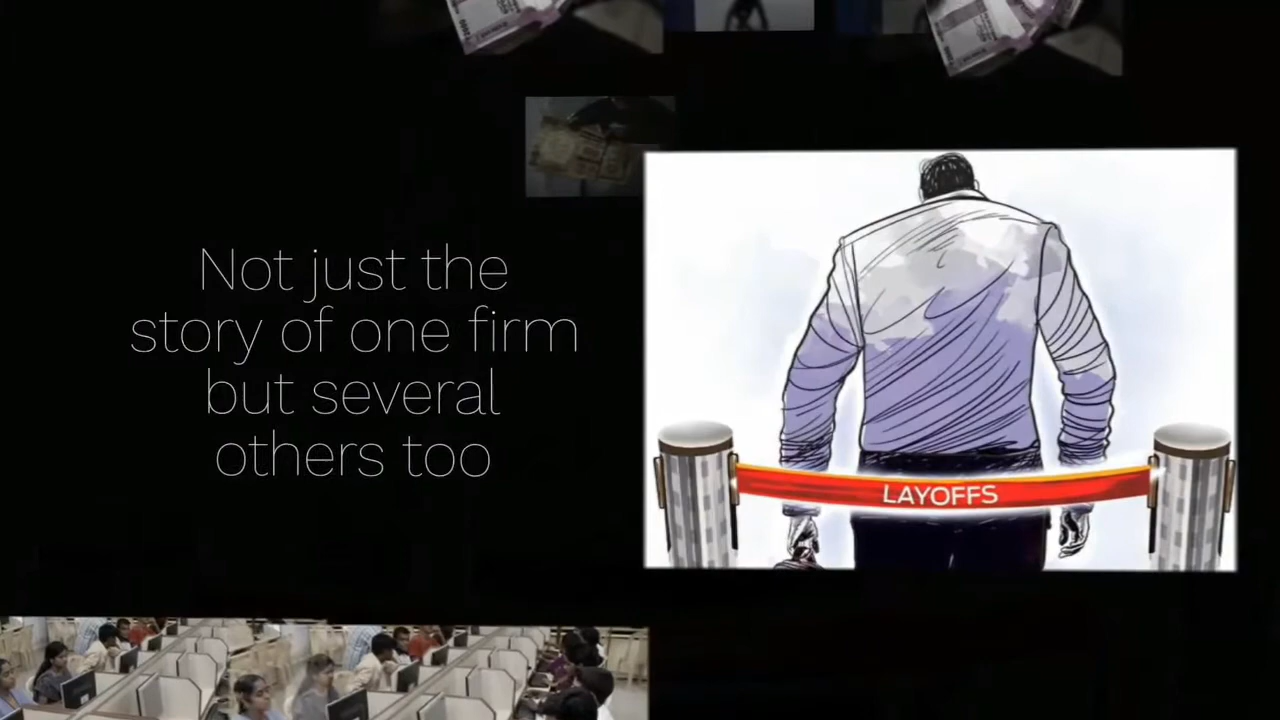 Not just the
story of one firm
but several
others too
LAYOFFS